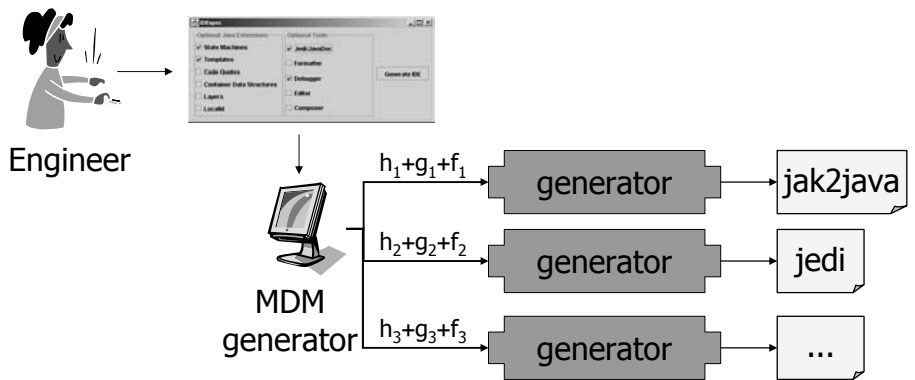 Optional Java Extensions
Optional Tools
State Machines
Templates
Code Quotes
Container Data Structures
Layers
LocalId
Jedi:JavaDoc
Formatter
Debugger
Editor
Composer
Generate IDE
Engineer
MDM
generator
h1+g1+f1
generator
jak2java
h2+g2+f2
generator
jedi
h3+g3+f3
generator
...